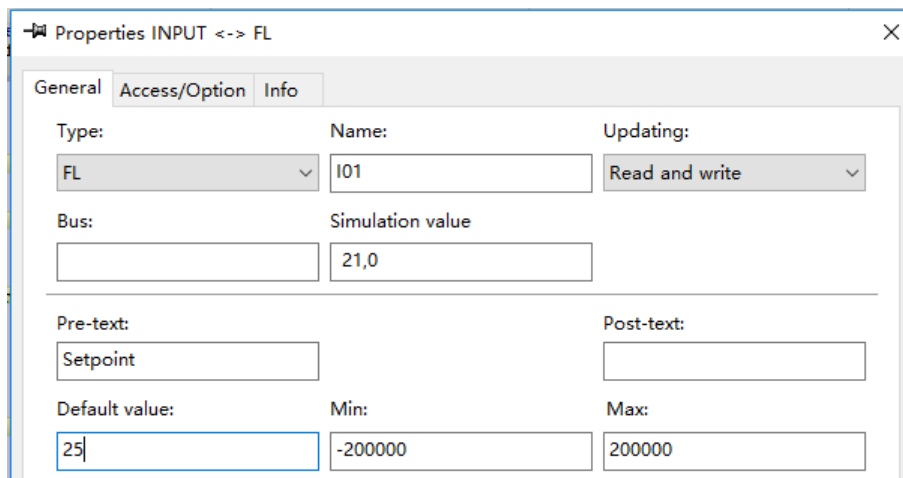 Properties INPUT <-> FL
General Access/Option Info
Type: Name: Updating:
FL I01 Read and write
Bus: Simulation value
21,0
Pre-text: Post-text:
Setpoint
Default value: Min: Max:
25 -200000 200000